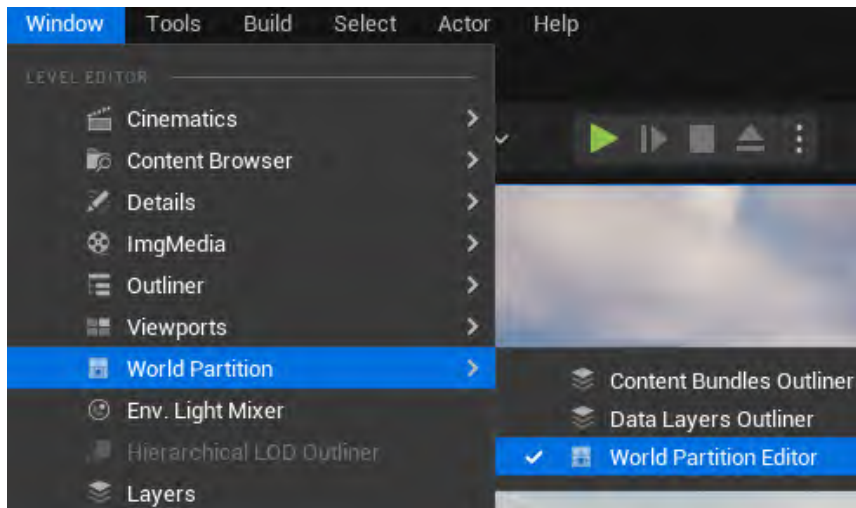 Window Tools Build Select Actor Help
LEVEL EDITOR
Cinematics
Content Browser
Details
ImgMedia
Outliner
Viewports
World Partition
Content Bundles Outliner
Env. Light Mixer
Data Layers Outliner
Hierarchical LOD Outliner
World Partition Editor
Layers